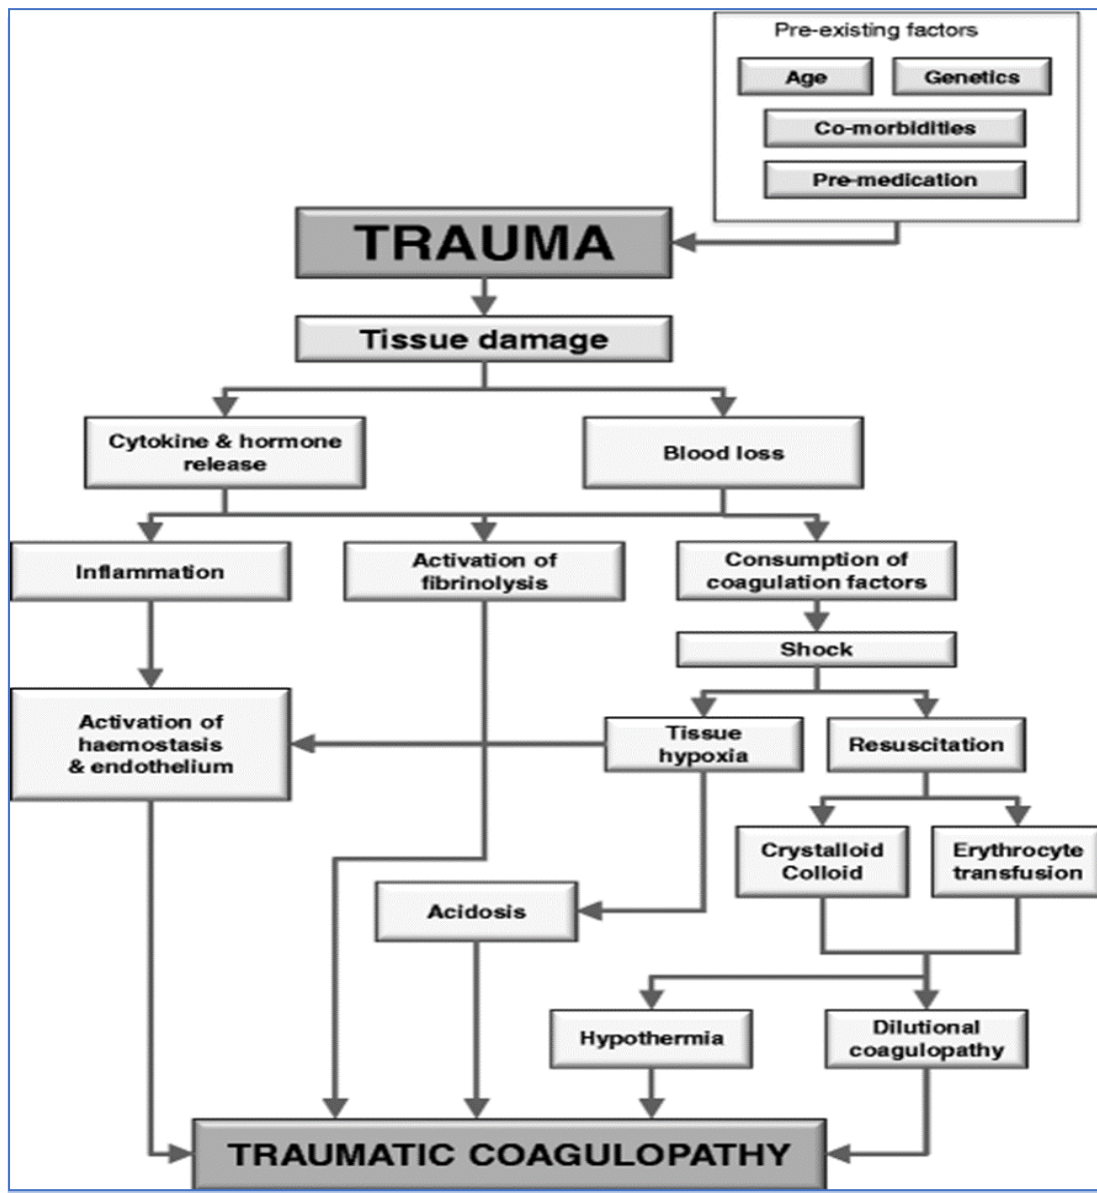 Pre-existing factors
Age
Genetics
Co-morbidities
Pre-medication
TRAUMA
Tissue damage
Cytokine & hormone
release
Blood loss
Inflammation
Activation of
fibrinolysis
Consumption of
coagulation factors
Shock
Activation of
haemostasis
& endothelium
Tissue
hypoxia
Resuscitation
Crystalloid
Colloid
Erythrocyte
transfusion
Acidosis
Hypothermia
Dilutional
coagulopathy
TRAUMATIC COAGULOPATHY